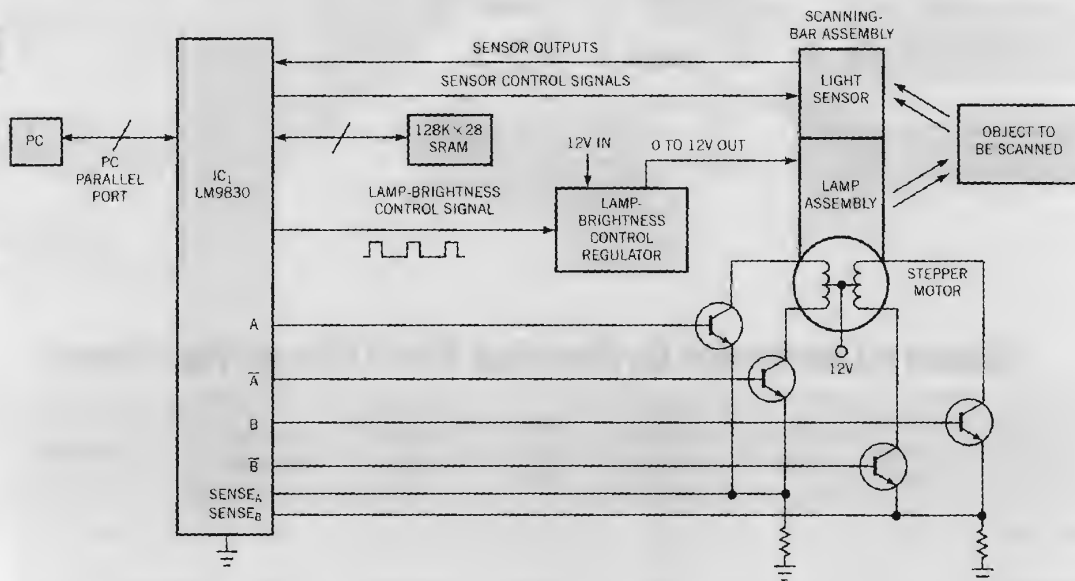 SCANNING-
BAR ASSEMBLY
SENSOR OUTPUTS
SENSOR CONTROL SIGNALS
LIGHT
SENSOR
PC
PC
PARALLEL
PORT
IC1
LM9830
128K × 28
SRAM
12V IN
0 TO 12V OUT
OBJECT TO
BE SCANNED
LAMP-BRIGHTNESS
CONTROL SIGNAL
LAMP-
BRIGHTNESS
CONTROL
REGULATOR
LAMP
ASSEMBLY
STEPPER
MOTOR
12V
A
A̅
B
B̅
SENSEA
SENSEB